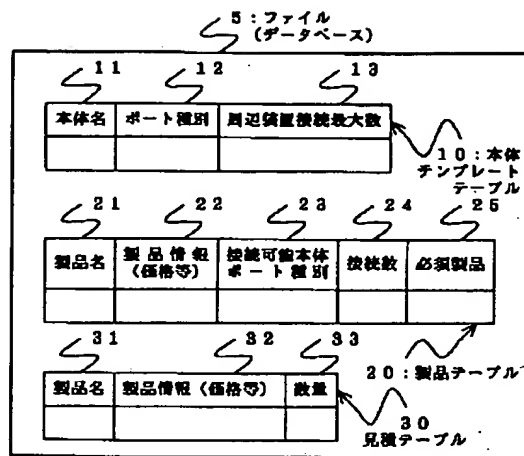 5:ファイル
(データベース)
11 12 13
本体名 ポート種別 周辺装置接続最大数
10:本体
テンプレート
テーブル
21 22 23 24 25
製品名 製品情報 (価格等) 接続可能本体 ポート種別 接続数 必須製品
20:製品テーブル
31 32 33
製品名 製品情報(価格等) 数量
30
見積テーブル